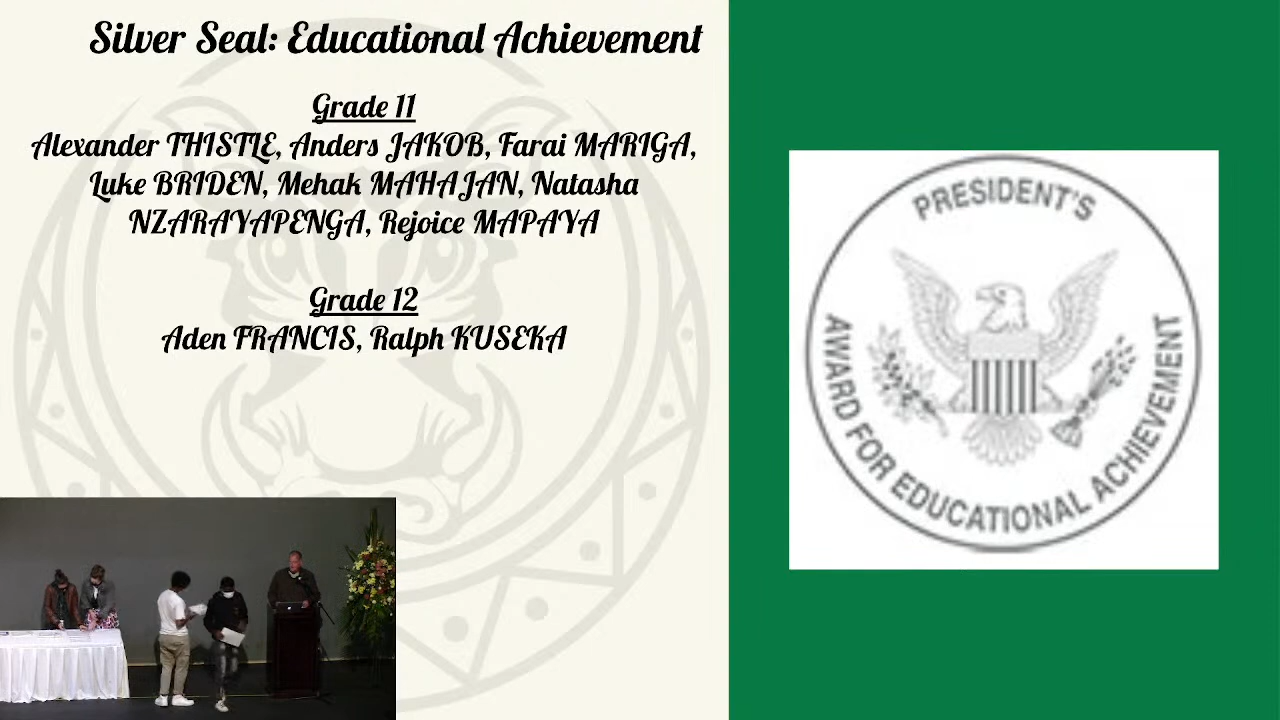 Silver Seal: Educational Achievement
Grade 11
Alexander THISTLE, Anders JAKOB, Farai MARIGA,
Luke BRIDEN, Mehak MAHAJAN, Natasha
NZARAYAPENGA, Rejoice MAPAYA
Grade 12
Aden FRANCIS, Ralph KUSEKA
PRESIDENT'S
AWARD FOR EDUCATIONAL ACHIEVEMENT